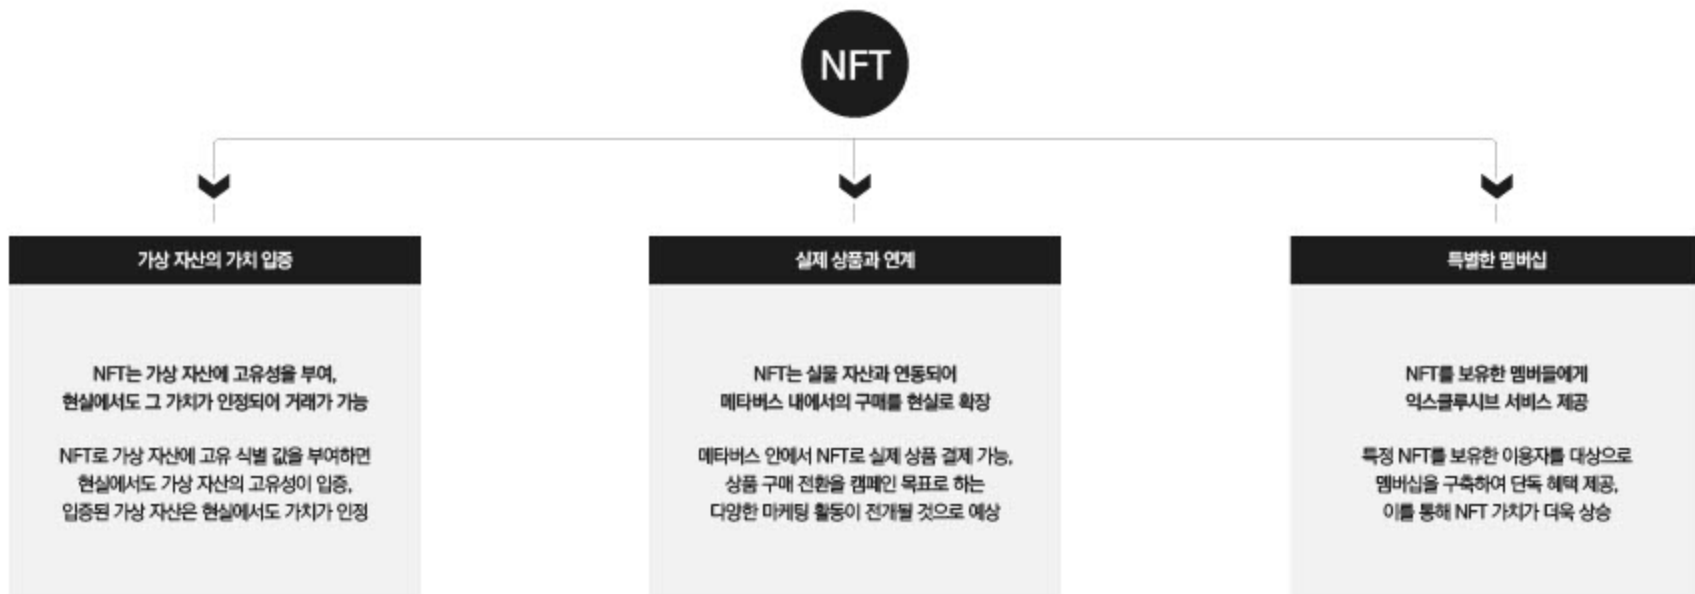 NFT
가상 자산의 가치 입증
NFT는 가상 자산에 고유성을 부여,
현실에서도 그 가치가 인정되어 거래가 가능
NFT로 가상 자산에 고유 식별 값을 부여하면
현실에서도 가상 자산의 고유성이 입증,
입증된 가상 자산은 현실에서도 가치가 인정
실제 상품과 연계
NFT는 실물 자산과 연동되어
메타버스 내에서의 구매를 현실로 확장
메타버스 안에서 NFT로 실제 상품 결제 가능,
상품 구매 전환을 캠페인 목표로 하는
다양한 마케팅 활동이 전개될 것으로 예상
특별한 멤버십
NFT를 보유한 멤버들에게
익스클루시브 서비스 제공
특정 NFT를 보유한 이용자를 대상으로
멤버십을 구축하여 단독 혜택 제공,
이를 통해 NFT 가치가 더욱 상승